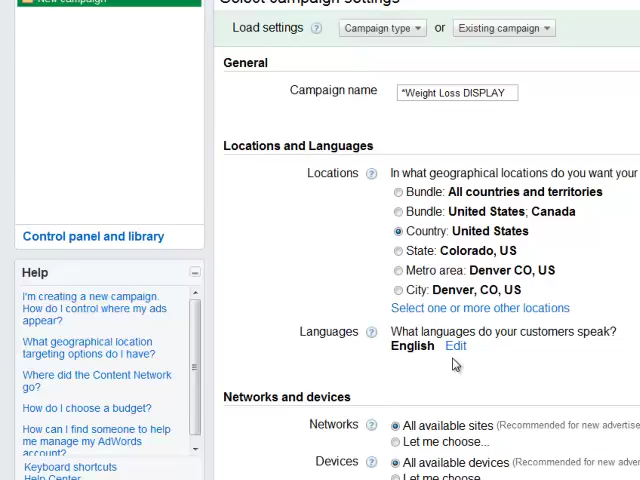 New campaign
Select campaign settings
Load settings ? Campaign type or Existing campaign
General
Campaign name *Weight Loss DISPLAY
Locations and Languages
Locations ? In what geographical locations do you want your
Bundle: All countries and territories
Bundle: United States; Canada
Country: United States
State: Colorado, US
Metro area: Denver CO, US
City: Denver, CO, US
Select one or more other locations
Languages ? What languages do your customers speak?
English Edit
Networks and devices
Networks ? All available sites (Recommended for new advertise
Let me choose...
Devices ? All available devices (Recommended for new adver
Let me choose...
Control panel and library
Help
I'm creating a new campaign.
How do I control where my ads
appear?
What geographical location
targeting options do I have?
Where did the Content Network
go?
How do I choose a budget?
How can I find someone to help
me manage my AdWords
account?
Keyboard shortcuts
Help Center